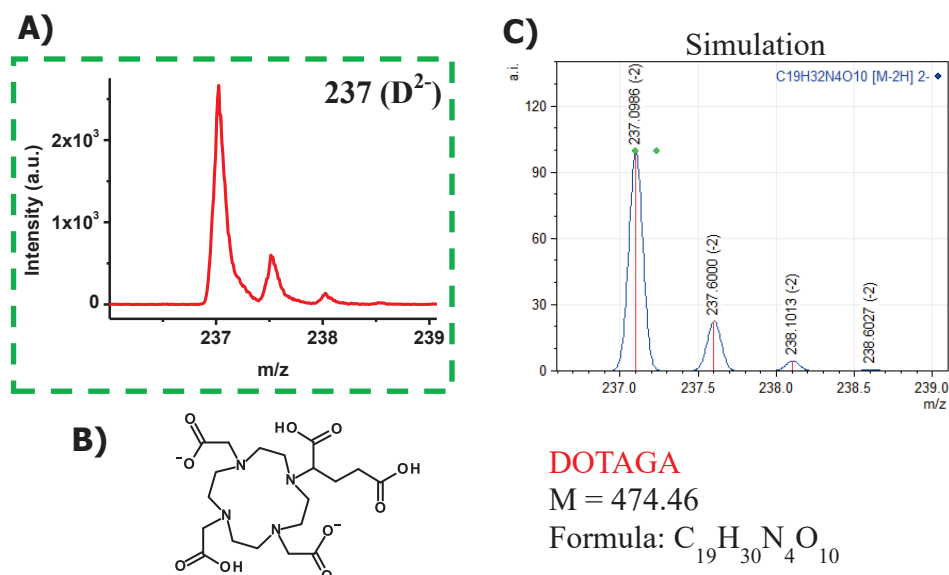 A)
237 (D²⁻)
Intensity (a.u.)
2x10³
1x10³
0
237
238
239
m/z
B)
O
⁻O
HO
O
N
N
OH
O
N
N
O⁻
O
OH
O
C)
Simulation
a.i.
C19H32N4O10 [M-2H] 2-
120
90
60
30
0
237.0986 (-2)
237.6000 (-2)
238.1013 (-2)
238.6027 (-2)
237.0
237.5
238.0
238.5
239.0
m/z
DOTAGA
M = 474.46
Formula: C₁₉H₃₀N₄O₁₀